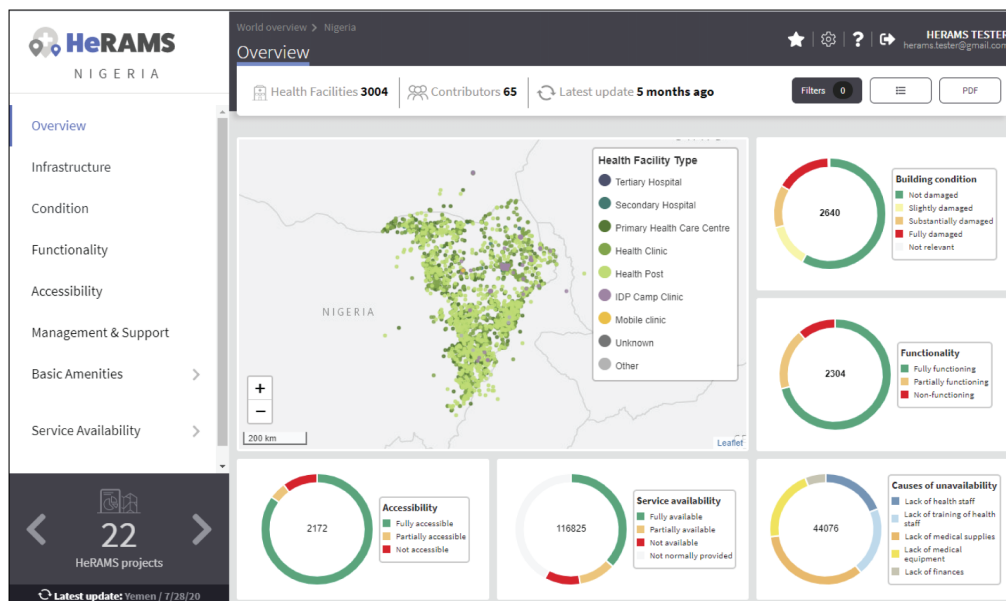 HeRAMS
NIGERIA
Overview
Infrastructure
Condition
Functionality
Accessibility
Management & Support
Basic Amenities
Service Availability
22
HeRAMS projects
Latest update: Yemen / 7/28/20
World overview > Nigeria
Overview
?
HERAMS TESTER
herams.tester@gmail.com
Health Facilities 3004
Contributors 65
Latest update 5 months ago
Filters 0
PDF
NIGERIA
+
−
200 km
Leaflet
Health Facility Type
Tertiary Hospital
Secondary Hospital
Primary Health Care Centre
Health Clinic
Health Post
IDP Camp Clinic
Mobile clinic
Unknown
Other
2640
Building condition
Not damaged
Slightly damaged
Substantially damaged
Fully damaged
Not relevant
2304
Functionality
Fully functioning
Partially functioning
Non-functioning
2172
Accessibility
Fully accessible
Partially accessible
Not accessible
116825
Service availability
Fully available
Partially available
Not available
Not normally provided
44076
Causes of unavailability
Lack of health staff
Lack of training of health
staff
Lack of medical supplies
Lack of medical
equipment
Lack of finances